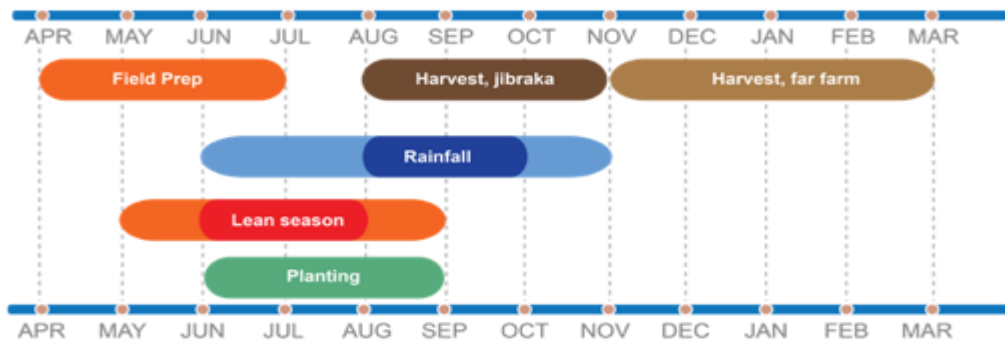 APR MAY JUN JUL AUG SEP OCT NOV DEC JAN FEB MAR
Field Prep Harvest, jibraka Harvest, far farm
Rainfall
Lean season
Planting
APR MAY JUN JUL AUG SEP OCT NOV DEC JAN FEB MAR